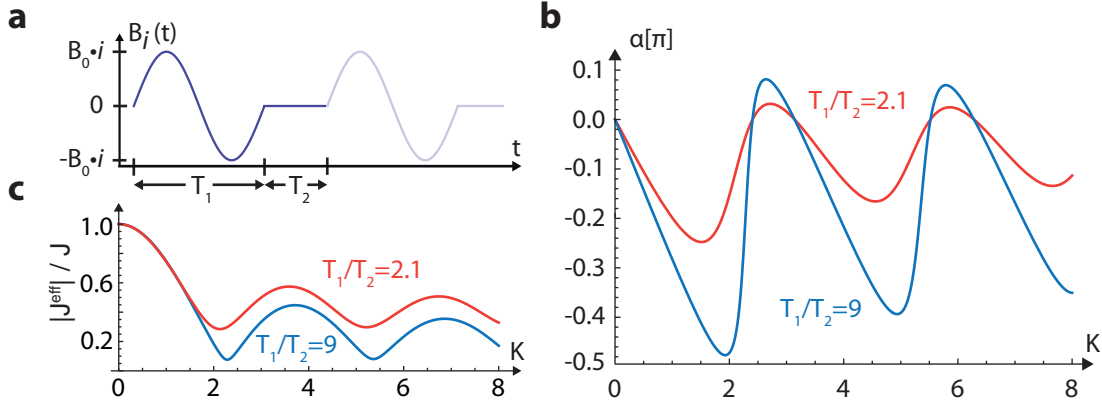 a
B_i (t)
B_0•i
0
-B_0•i
t
T_1
T_2
c
|J^eff| / J
1.0
0.6
0.2
T_1/T_2=2.1
T_1/T_2=9
K
0 2 4 6 8
b
α[π]
0.1
0.0
-0.1
-0.2
-0.3
-0.4
-0.5
T_1/T_2=2.1
T_1/T_2=9
K
0 2 4 6 8